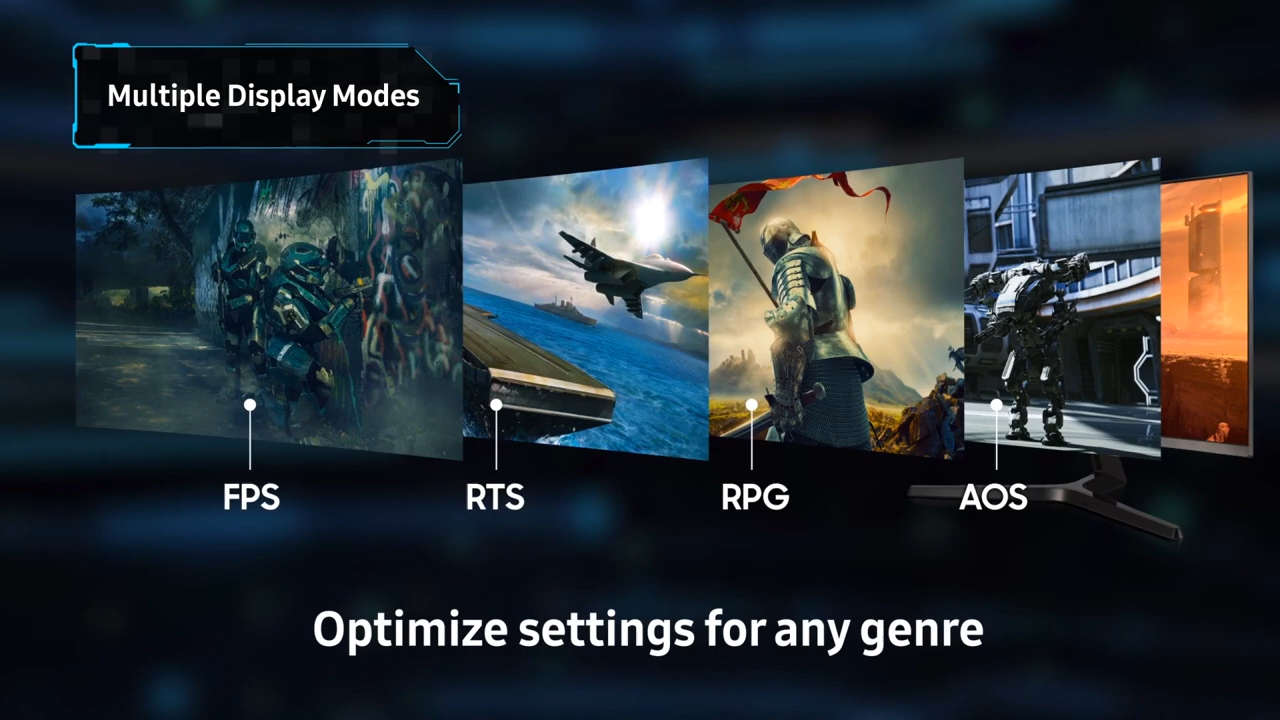 Multiple Display Modes
FPS
RTS
RPG
AOS
Optimize settings for any genre